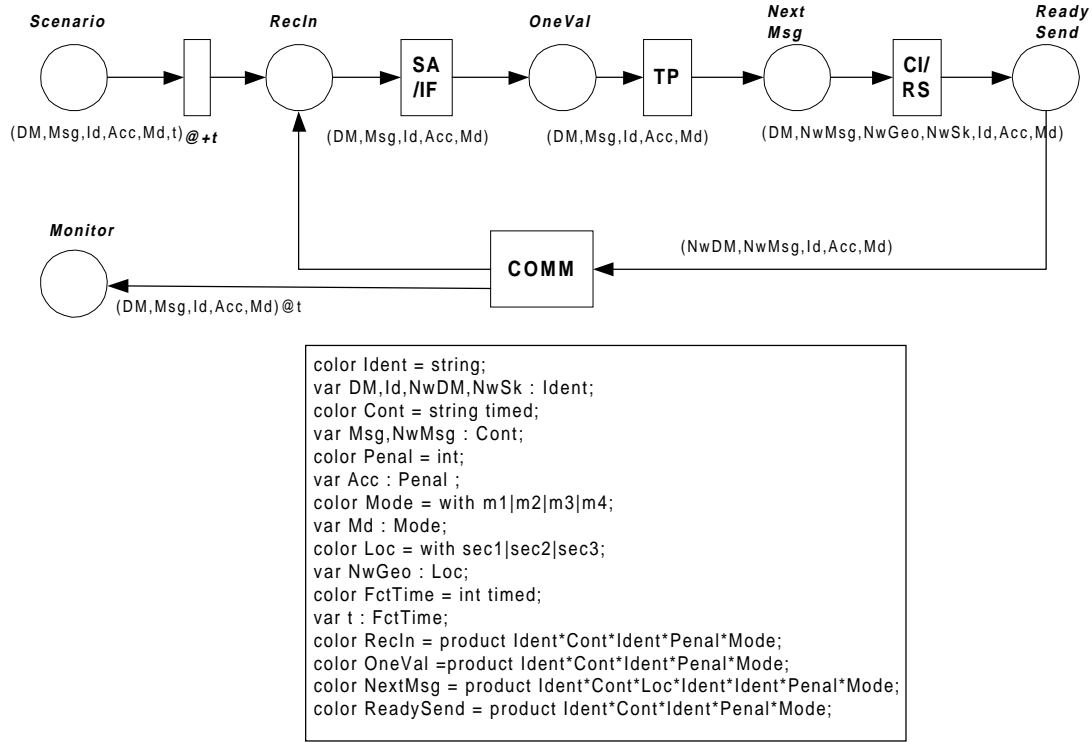 Scenario
RecIn
OneVal
Next
Msg
Ready
Send
SA
/IF
TP
CI/
RS
(DM,Msg,Id,Acc,Md,t)
@+t
(DM,Msg,Id,Acc,Md)
(DM,Msg,Id,Acc,Md)
(DM,NwMsg,NwGeo,NwSk,Id,Acc,Md)
Monitor
COMM
(NwDM,NwMsg,Id,Acc,Md)
(DM,Msg,Id,Acc,Md)@t
color Ident = string;
var DM,Id,NwDM,NwSk : Ident;
color Cont = string timed;
var Msg,NwMsg : Cont;
color Penal = int;
var Acc : Penal ;
color Mode = with m1|m2|m3|m4;
var Md : Mode;
color Loc = with sec1|sec2|sec3;
var NwGeo : Loc;
color FctTime = int timed;
var t : FctTime;
color RecIn = product Ident*Cont*Ident*Penal*Mode;
color OneVal =product Ident*Cont*Ident*Penal*Mode;
color NextMsg = product Ident*Cont*Loc*Ident*Ident*Penal*Mode;
color ReadySend = product Ident*Cont*Ident*Penal*Mode;